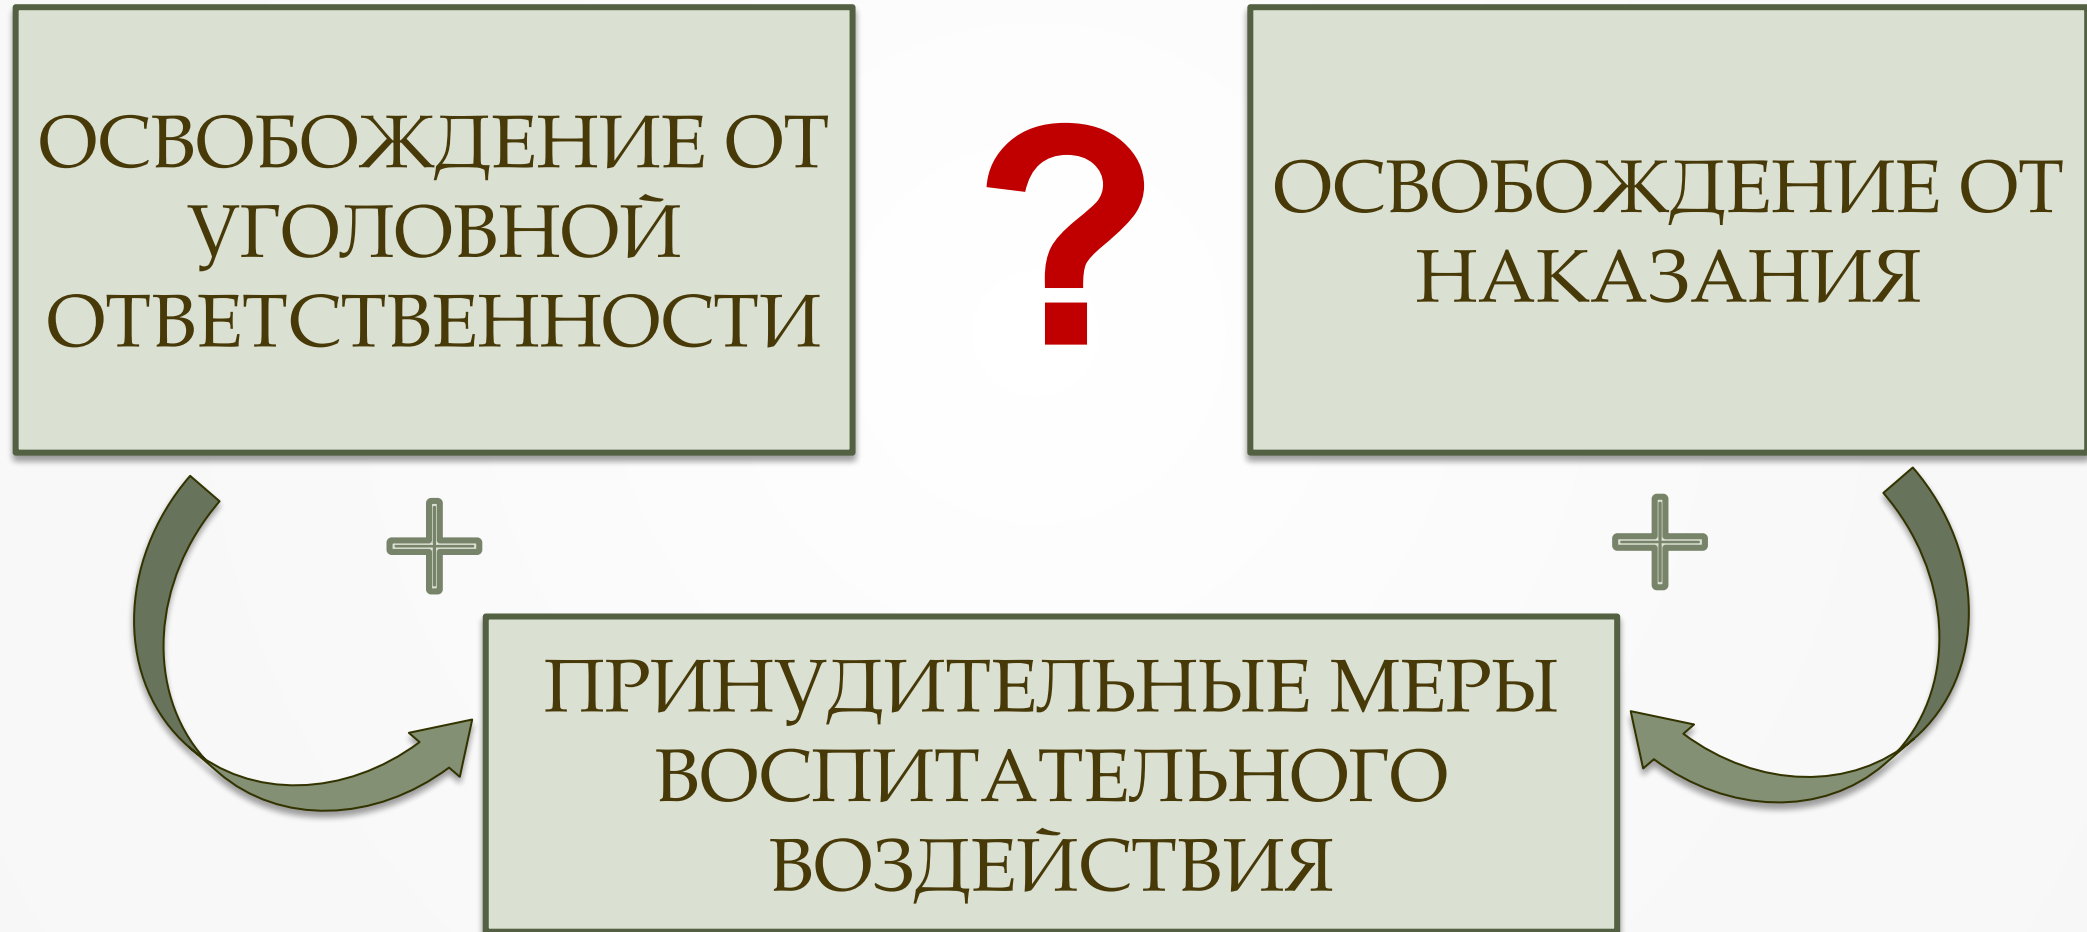 ОСВОБОЖДЕНИЕ ОТ
УГОЛОВНОЙ
ОТВЕТСТВЕННОСТИ
?
ОСВОБОЖДЕНИЕ ОТ
НАКАЗАНИЯ
ПРИНУДИТЕЛЬНЫЕ МЕРЫ
ВОСПИТАТЕЛЬНОГО
ВОЗДЕЙСТВИЯ